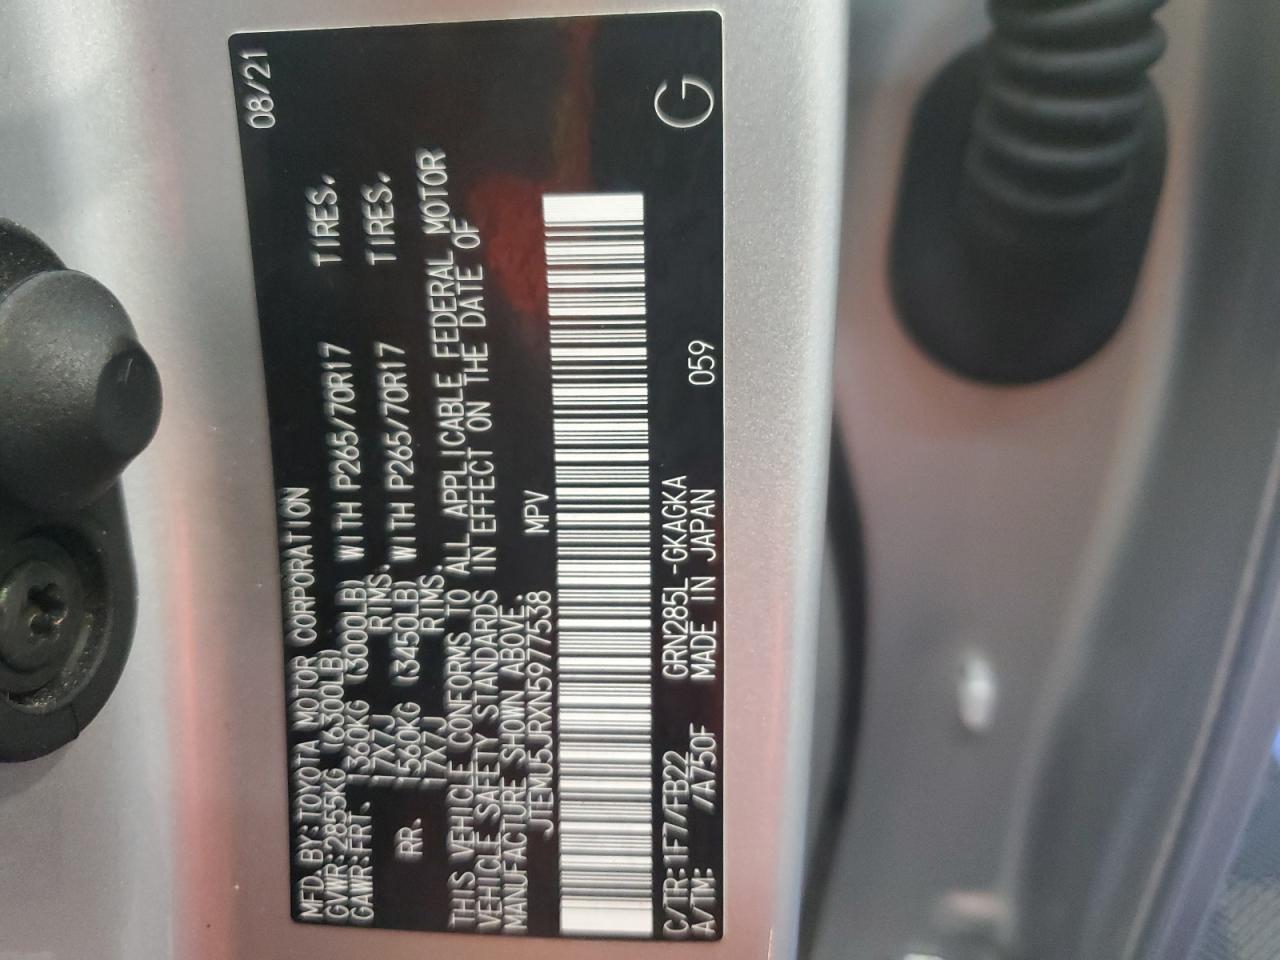 MFD. BY: TOYOTA MOTOR CORPORATION 08/21
GVWR: 2855KG (6300LB)
GAWR: FRT. 1360KG (3000LB) WITH P265/70R17 TIRES,
17X7J RIMS.
RR. 1560KG (3450LB) WITH P265/70R17 TIRES,
17X7J RIMS.
THIS VEHICLE CONFORMS TO ALL APPLICABLE FEDERAL MOTOR
VEHICLE SAFETY STANDARDS IN EFFECT ON THE DATE OF
MANUFACTURE SHOWN ABOVE.
JTEMU5JRXN5977538 MPV
C/TR: 1F7/FB22 GRN285L-GKAGKA
A/TM: /A750F MADE IN JAPAN 059 G